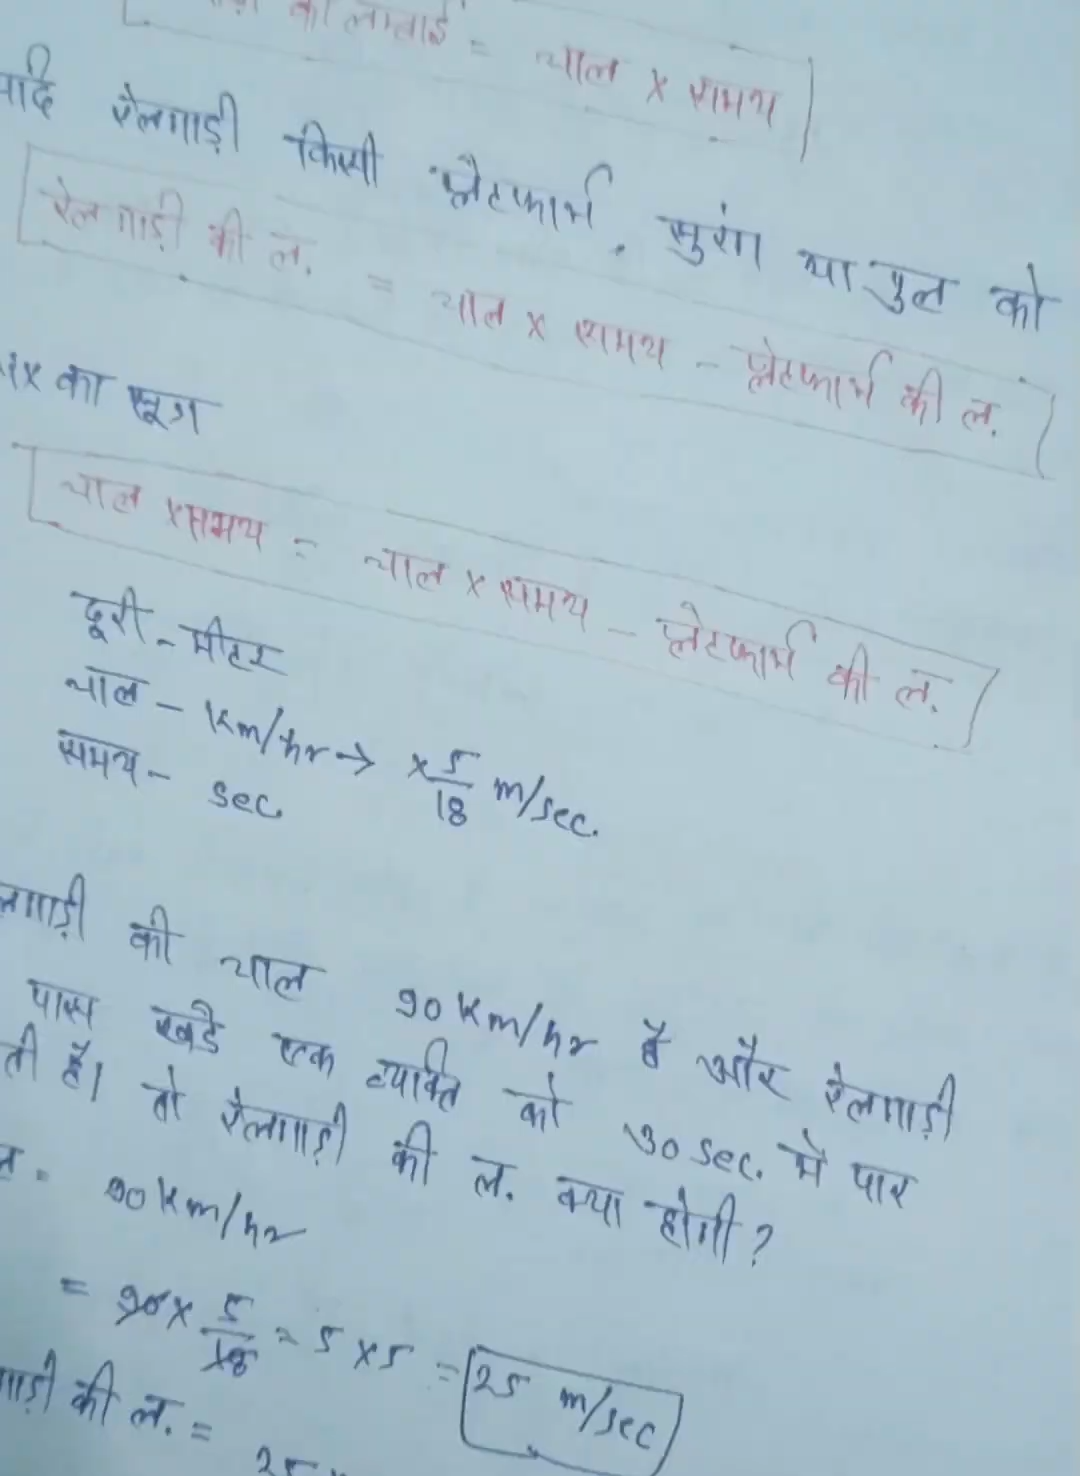 की लम्बाई = चाल x समय
यदि रेलगाड़ी किसी प्लैटफार्म, सुरंग या पुल को
रेलगाड़ी की ल. = चाल x समय - प्लेटफार्म की ल.
का सूत्र
चाल x समय = चाल x समय - प्लेटफार्म की ल.
दूरी - मीटर
चाल - km/hr → x 5/18 m/sec.
समय - sec.
की चाल 90 km/hr है और रेलगाड़ी
पास खडे एक व्यक्ति को 30 sec. में पार
ती है। तो रेलगाड़ी की ल. क्या होगी?
90 km/hr
= 90 x 5/18 = 5 x 5 = 25 m/sec
की ल. = 25